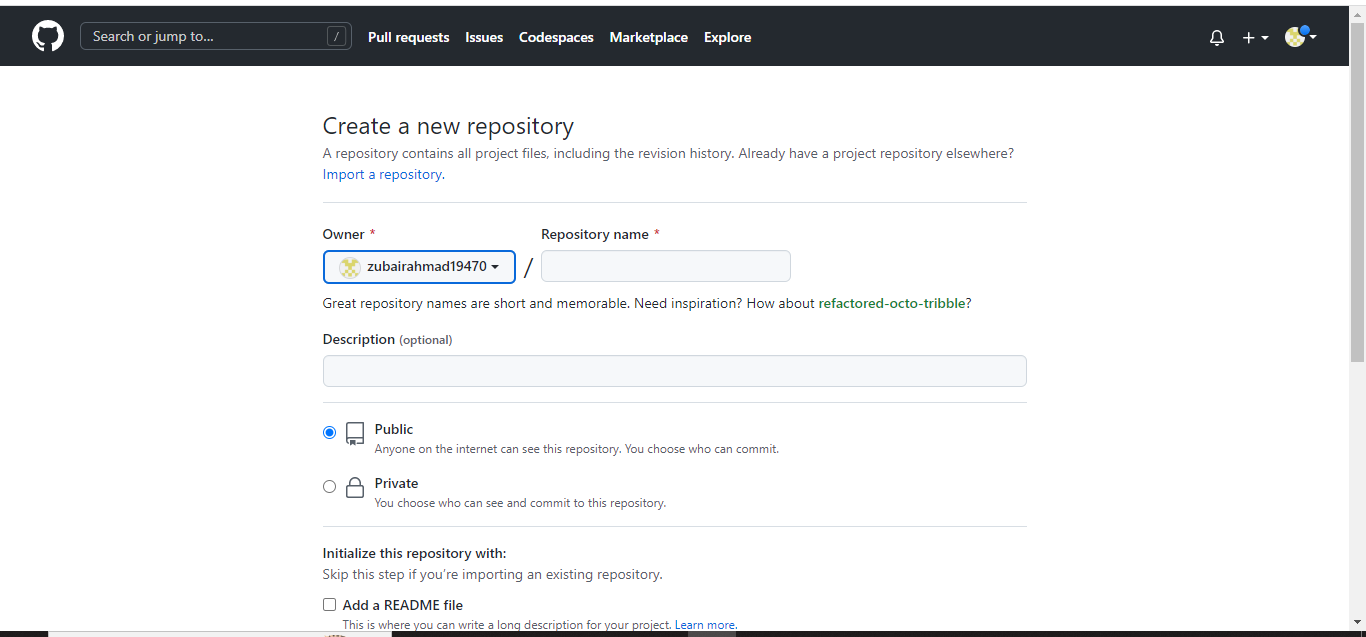 Search or jump to... /
Pull requests Issues Codespaces Marketplace Explore
Create a new repository
A repository contains all project files, including the revision history. Already have a project repository elsewhere?
Import a repository.
Owner * Repository name *
zubairahmad19470 /
Great repository names are short and memorable. Need inspiration? How about refactored-octo-tribble?
Description (optional)
Public
Anyone on the internet can see this repository. You choose who can commit.
Private
You choose who can see and commit to this repository.
Initialize this repository with:
Skip this step if you're importing an existing repository.
Add a README file
This is where you can write a long description for your project. Learn more.